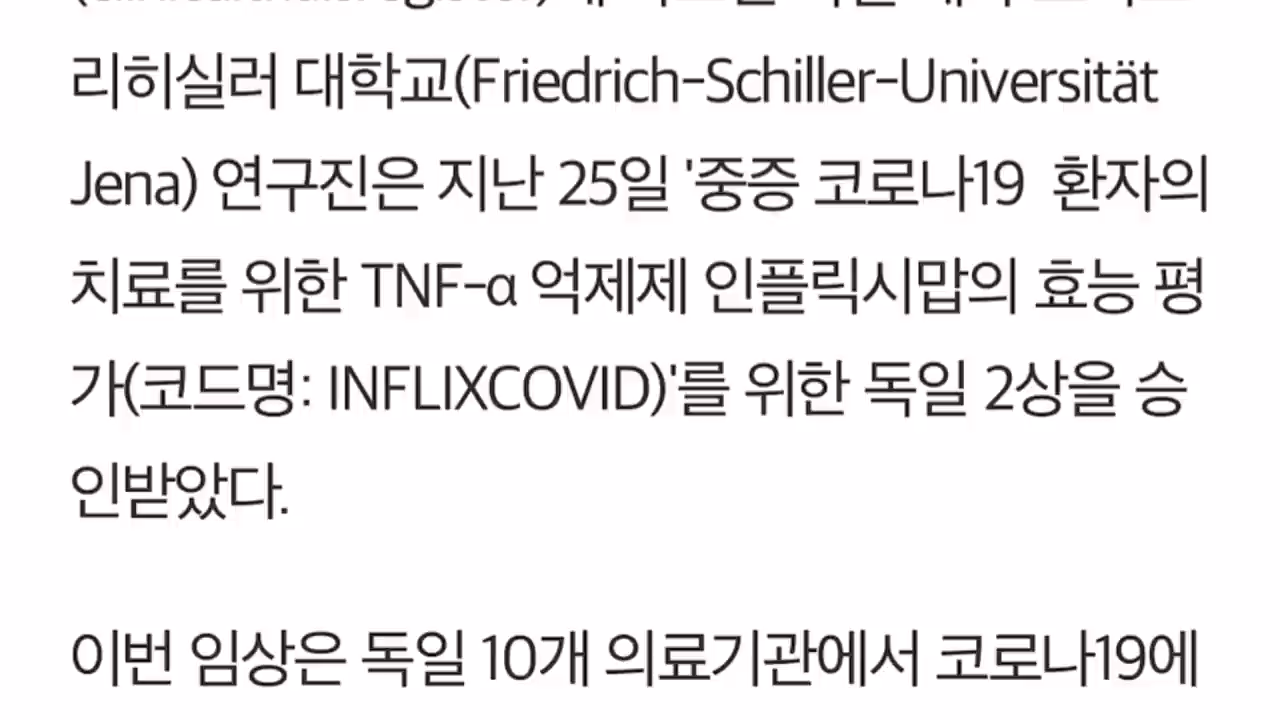 리히실러 대학교(Friedrich-Schiller-Universität
Jena) 연구진은 지난 25일 '중증 코로나19 환자의
치료를 위한 TNF-α 억제제 인플릭시맙의 효능 평
가(코드명: INFLIXCOVID)'를 위한 독일 2상을 승
인받았다.
이번 임상은 독일 10개 의료기관에서 코로나19에